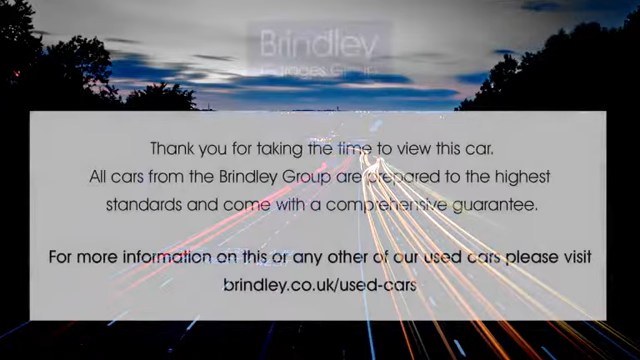 Brindley
Garages Group
Thank you for taking the time to view this car.
All cars from the Brindley Group are prepared to the highest
standards and come with a comprehensive guarantee.
For more information on this or any other of our used cars please visit
brindley.co.uk/used-cars